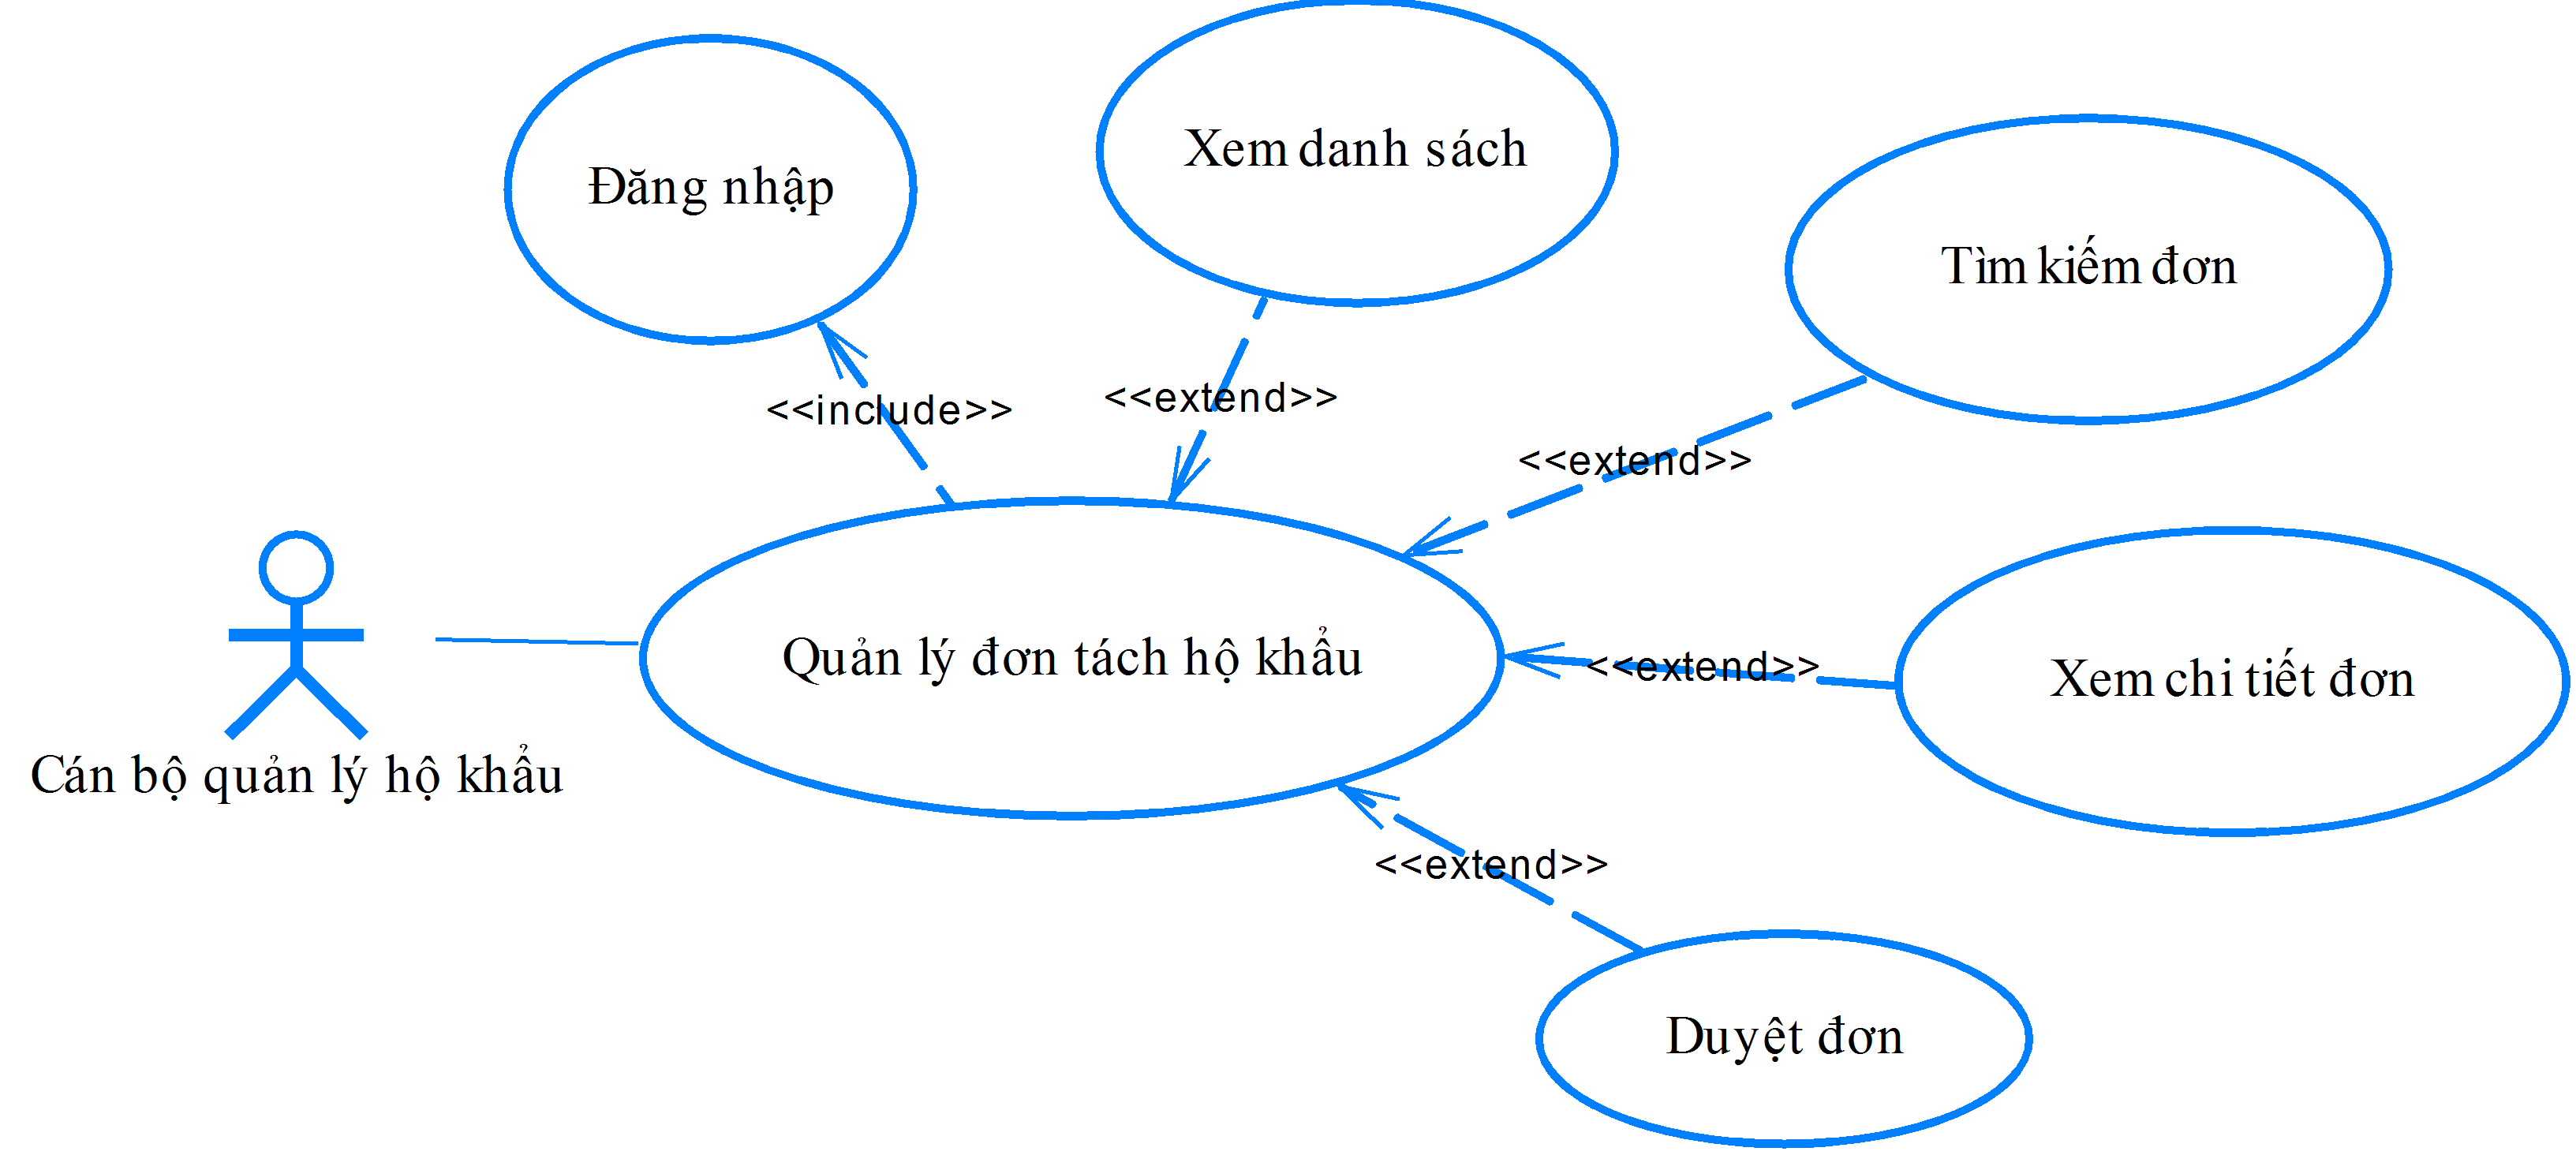 Đăng nhập
Xem danh sách
Tìm kiếm đơn
<<include>>
<<extend>>
<<extend>>
Quản lý đơn tách hộ khẩu
<<extend>>
Xem chi tiết đơn
Cán bộ quản lý hộ khẩu
<<extend>>
Duyệt đơn